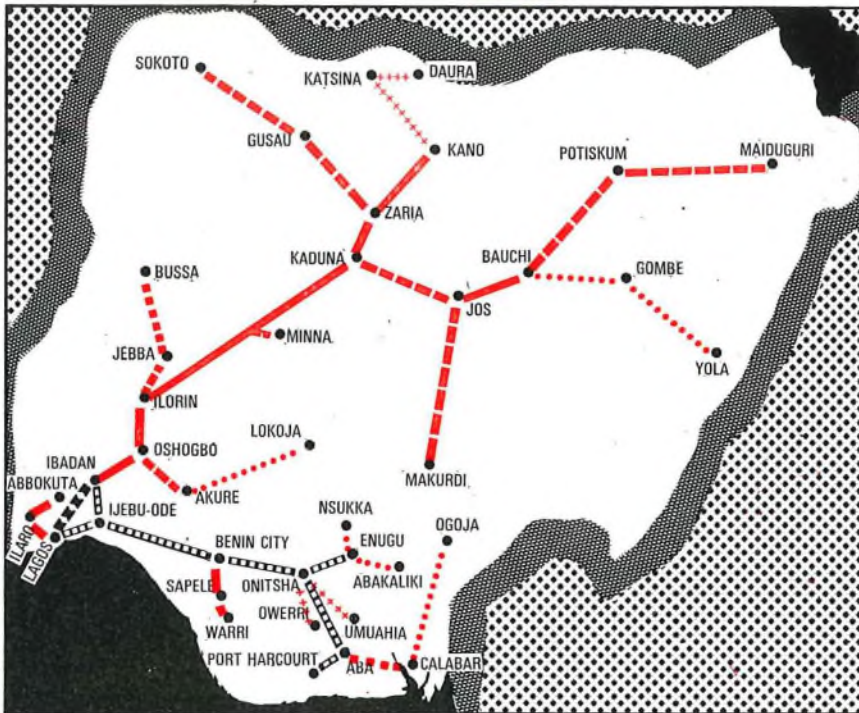 SOKOTO
KATSINA
DAURA
GUSAU
KANO
POTISKUM
MAIDUGURI
ZARIA
KADUNA
BAUCHI
GOMBE
BUSSA
JOS
MINNA
JEBBA
YOLA
ILORIN
LOKOJA
OSHOGBO
IBADAN
ABBOKUTA
MAKURDI
AKURE
IJEBU-ODE
NSUKKA
OGOJA
ILARO
LAGOS
ENUGU
BENIN CITY
ABAKALIKI
SAPELE
ONITSHA
OWERRI
WARRI
UMUAHIA
PORT HARCOURT
ABA
CALABAR